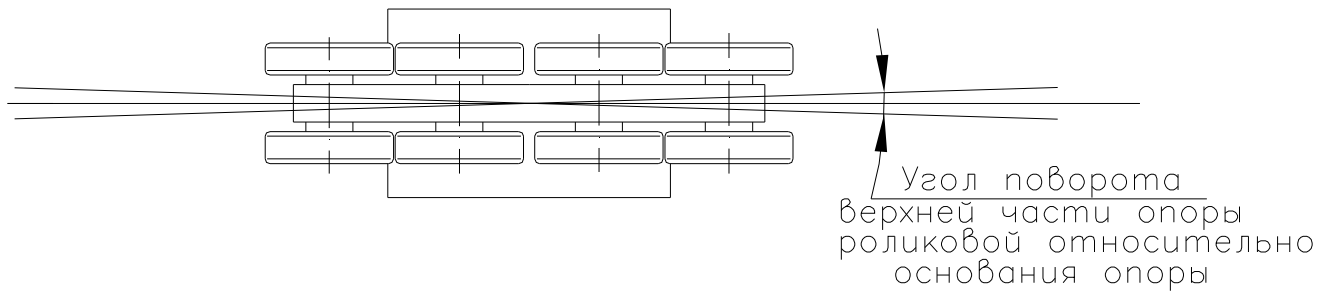 Угол поворота
верхней части опоры
роликовой относительно
основания опоры